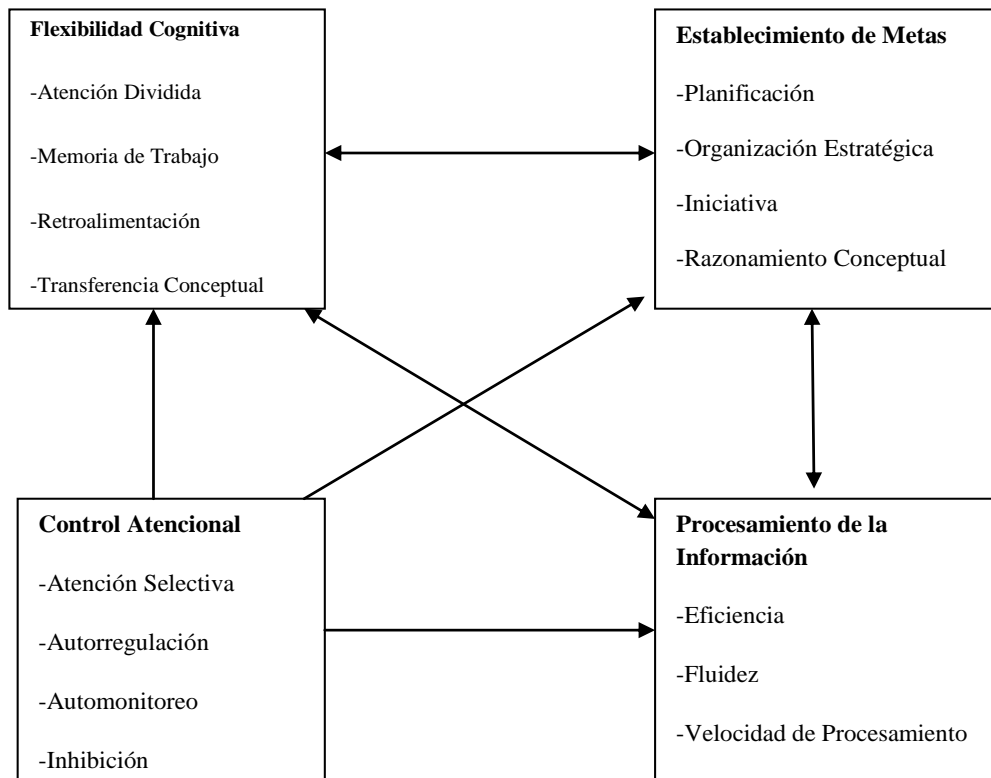 Flexibilidad Cognitiva
-Atención Dividida
-Memoria de Trabajo
-Retroalimentación
-Transferencia Conceptual
Establecimiento de Metas
-Planificación
-Organización Estratégica
-Iniciativa
-Razonamiento Conceptual
Control Atencional
-Atención Selectiva
-Autorregulación
-Automonitoreo
-Inhibición
Procesamiento de la
Información
-Eficiencia
-Fluidez
-Velocidad de Procesamiento